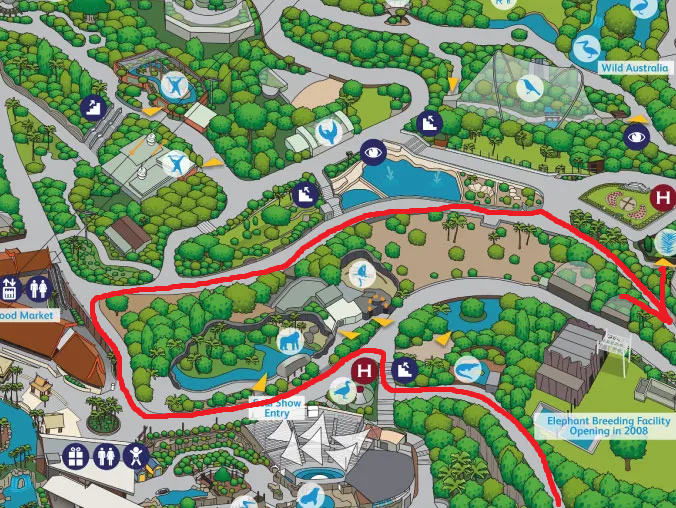 Wild Australia
H
ood Market
H
Show
Entry
Elephant Breeding Facility
Opening in 2008